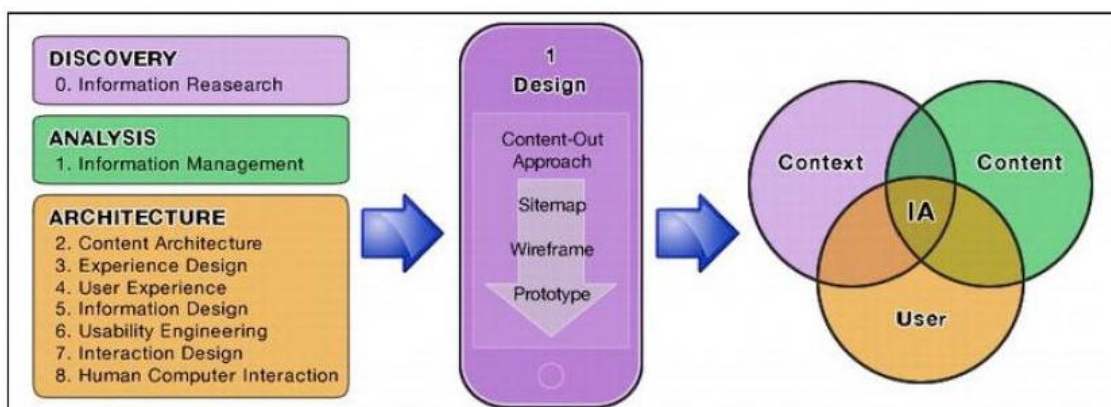 DISCOVERY
0. Information Reasearch
ANALYSIS
1. Information Management
ARCHITECTURE
2. Content Architecture
3. Experience Design
4. User Experience
5. Information Design
6. Usability Engineering
7. Interaction Design
8. Human Computer Interaction
1
Design
Content-Out
Approach
Sitemap
Wireframe
Prototype
Context
Content
IA
User